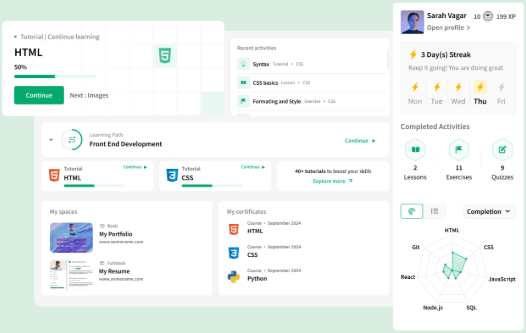 Tutorial | Continue learning
HTML
50%
Continue
Next : Images
Recent activities
Syntax Tutorial • CSS
CSS basics Lesson • CSS
Formating and Style Exercise • CSS
Learning Path
Front End Development
Continue
Tutorial
HTML
Continue
Tutorial
CSS
Continue
40+ tutorials to boost your skills
Explore more
My spaces
Basic
My Portfolio
www.somename.com
Fullstack
My Resume
www.somename.com
My certificates
Course • September 2024
HTML
Course • September 2024
CSS
Course • September 2024
Python
Sarah Vagar
10
199 XP
Open profile
3 Day(s) Streak
Keep it going! You are doing great
Mon Tue Wed Thu Fri
Completed Activities
2
11
9
Lessons
Exercises
Quizzes
Completion
HTML
Git
CSS
React
JavaScript
Node.js
SQL